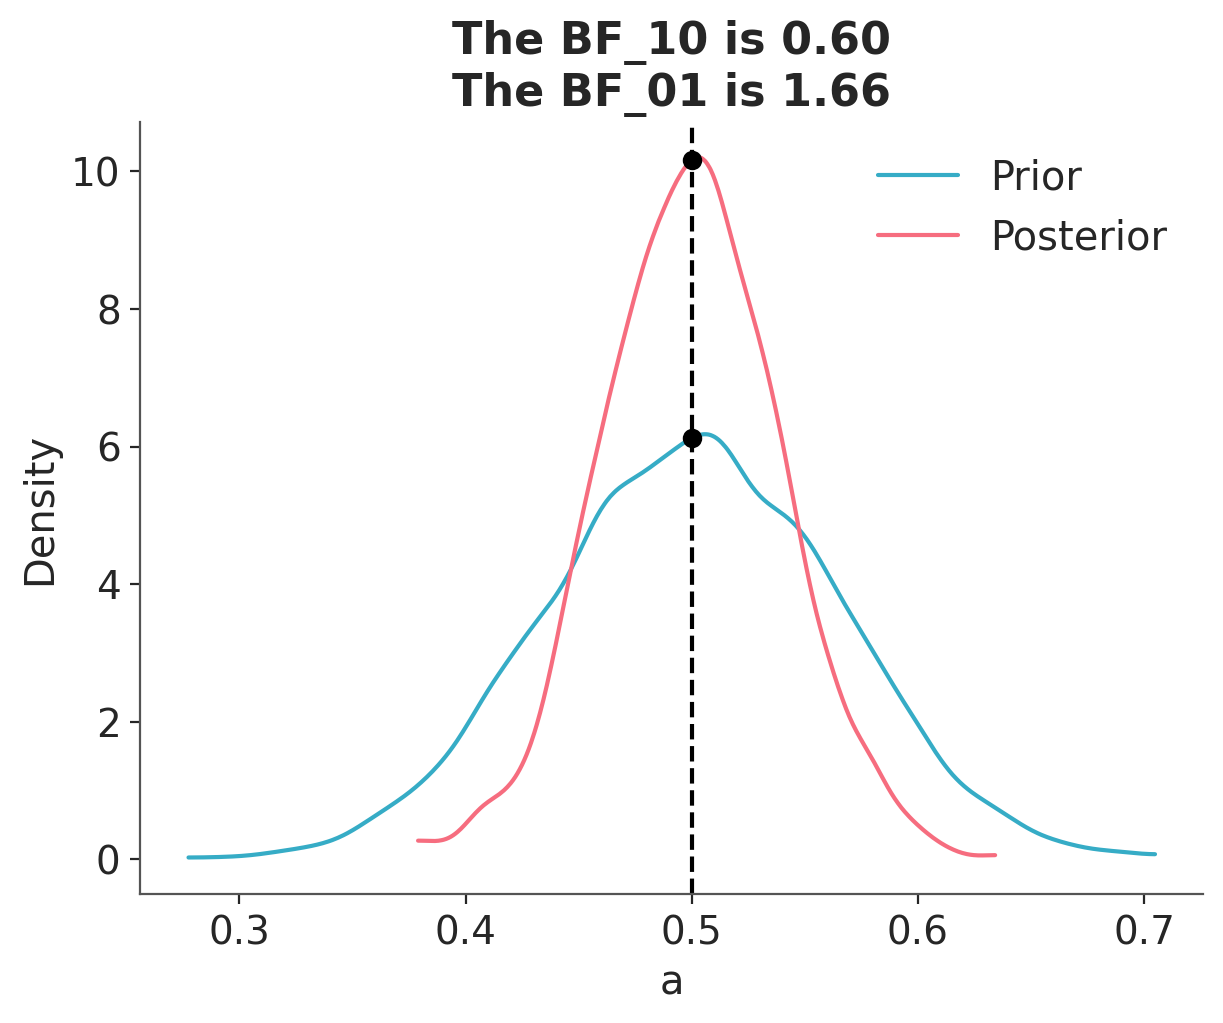 The BF_10 is 0.60
The BF_01 is 1.66
Prior
Posterior
10
8
6
4
2
0
Density
0.3 0.4 0.5 0.6 0.7
a